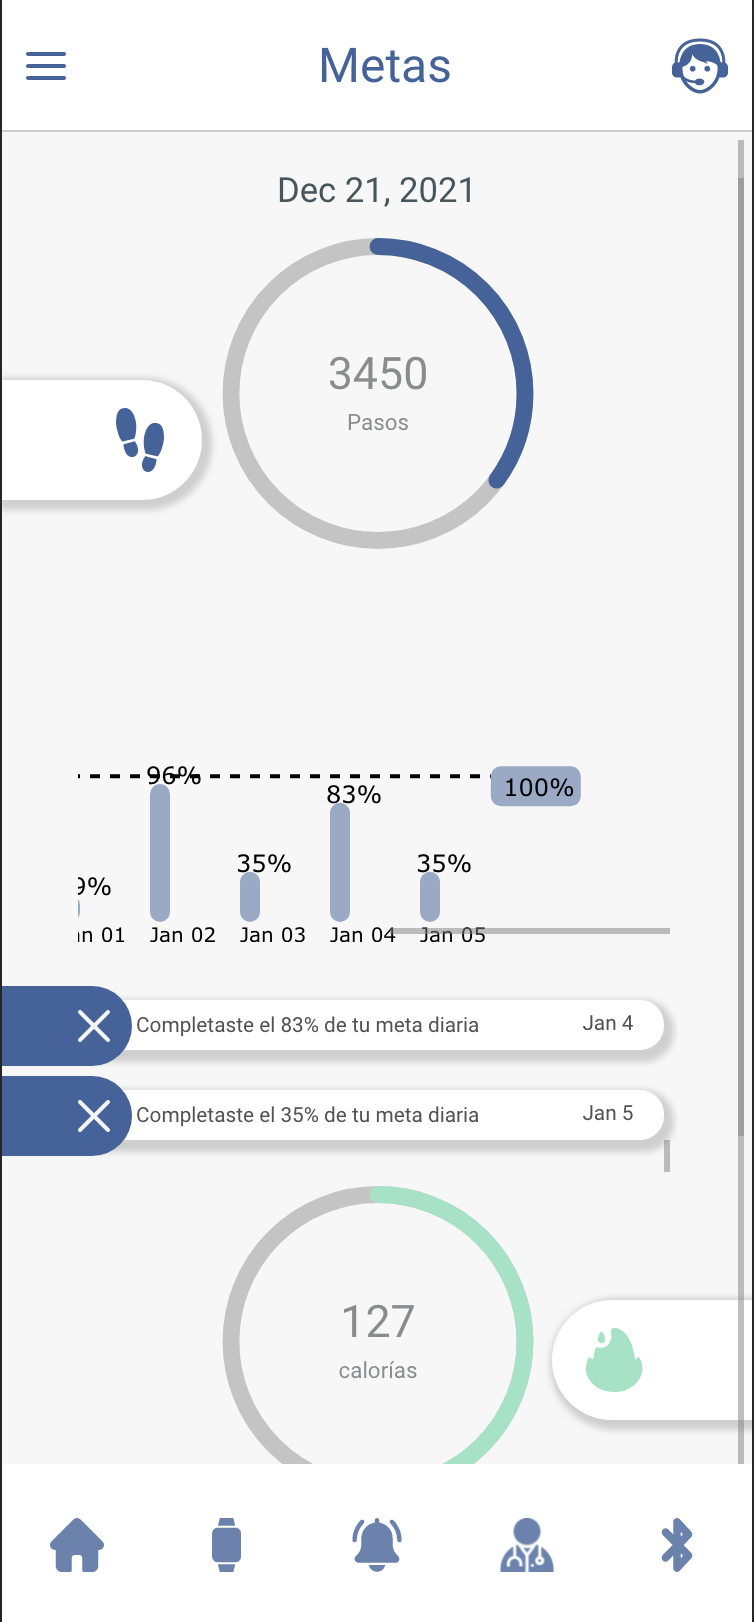 Metas
Dec 21, 2021
3450
Pasos
96%
100%
83%
35%
35%
9%
n 01
Jan 02
Jan 03
Jan 04
Jan 05
Completaste el 83% de tu meta diaria
Jan 4
Completaste el 35% de tu meta diaria
Jan 5
127
calorías